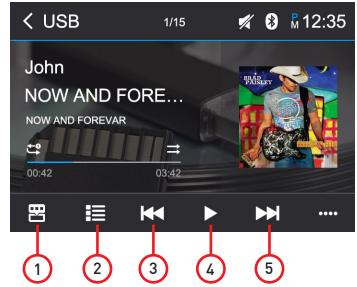 USB 1/15 PM 12:35
John
NOW AND FORE...
NOW AND FOREVAR
BRAD
PAISLEY
00:42 03:42
1 2 3 4 5